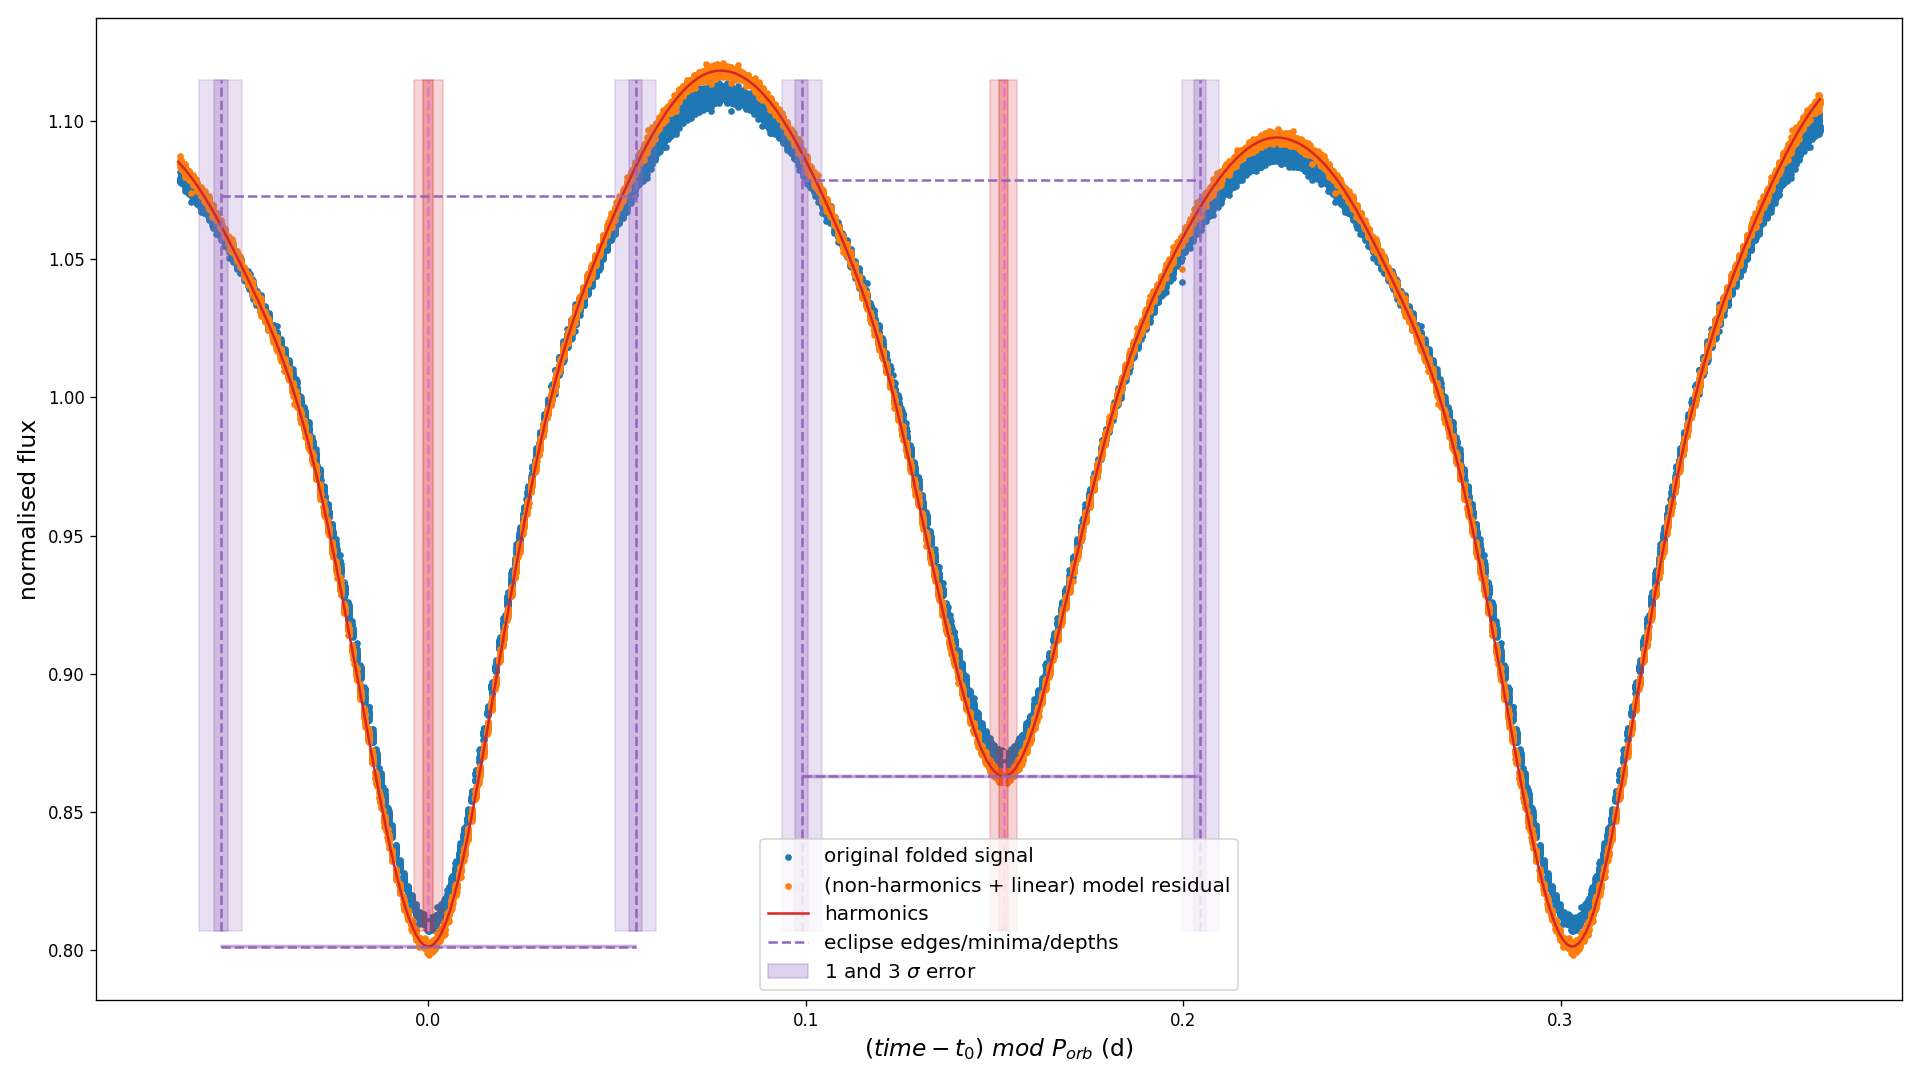 normalised flux
1.10
1.05
1.00
0.95
0.90
0.85
0.80
original folded signal
(non-harmonics + linear) model residual
harmonics
eclipse edges/minima/depths
1 and 3 σ error
0.0 0.1 0.2 0.3
(time − t₀) mod Pₒᵣb (d)